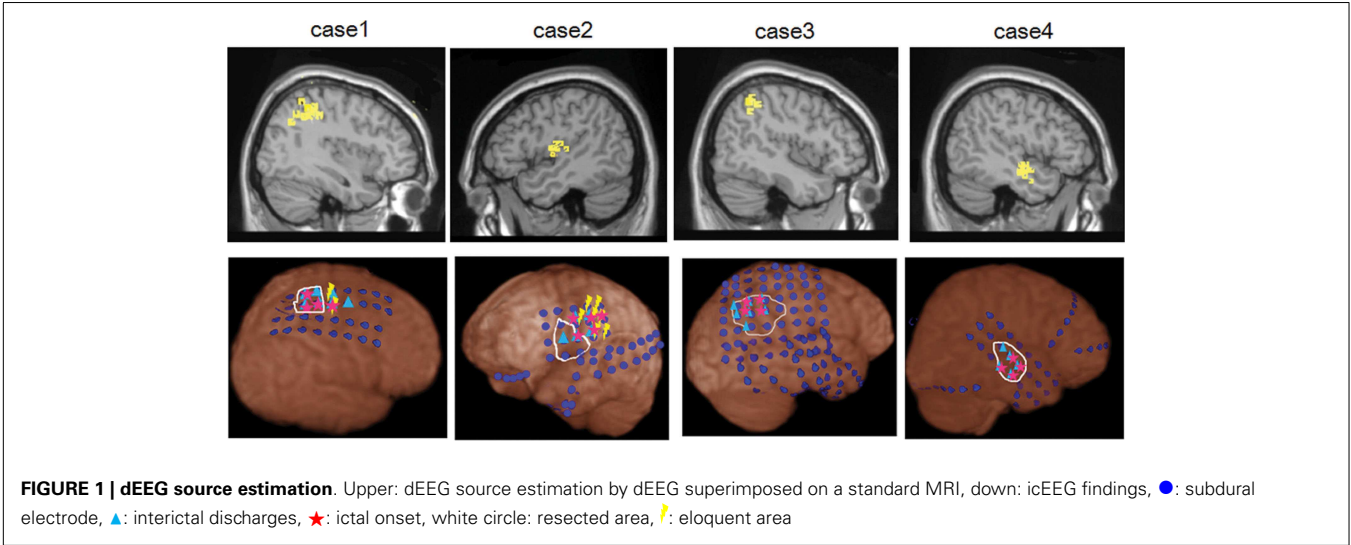 case1 case2 case3 case4
FIGURE 1 | dEEG source estimation. Upper: dEEG source estimation by dEEG superimposed on a standard MRI, down: icEEG findings, ●: subdural
electrode, ▲: interictal discharges, ★: ictal onset, white circle: resected area, : eloquent area